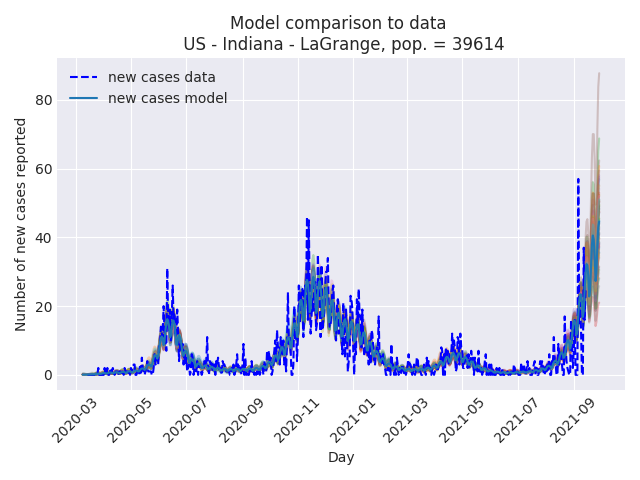 Model comparison to data
US - Indiana - LaGrange, pop. = 39614
new cases data
new cases model
Number of new cases reported
80
60
40
20
0
2020-03
2020-05
2020-07
2020-09
2020-11
2021-01
2021-03
2021-05
2021-07
2021-09
Day